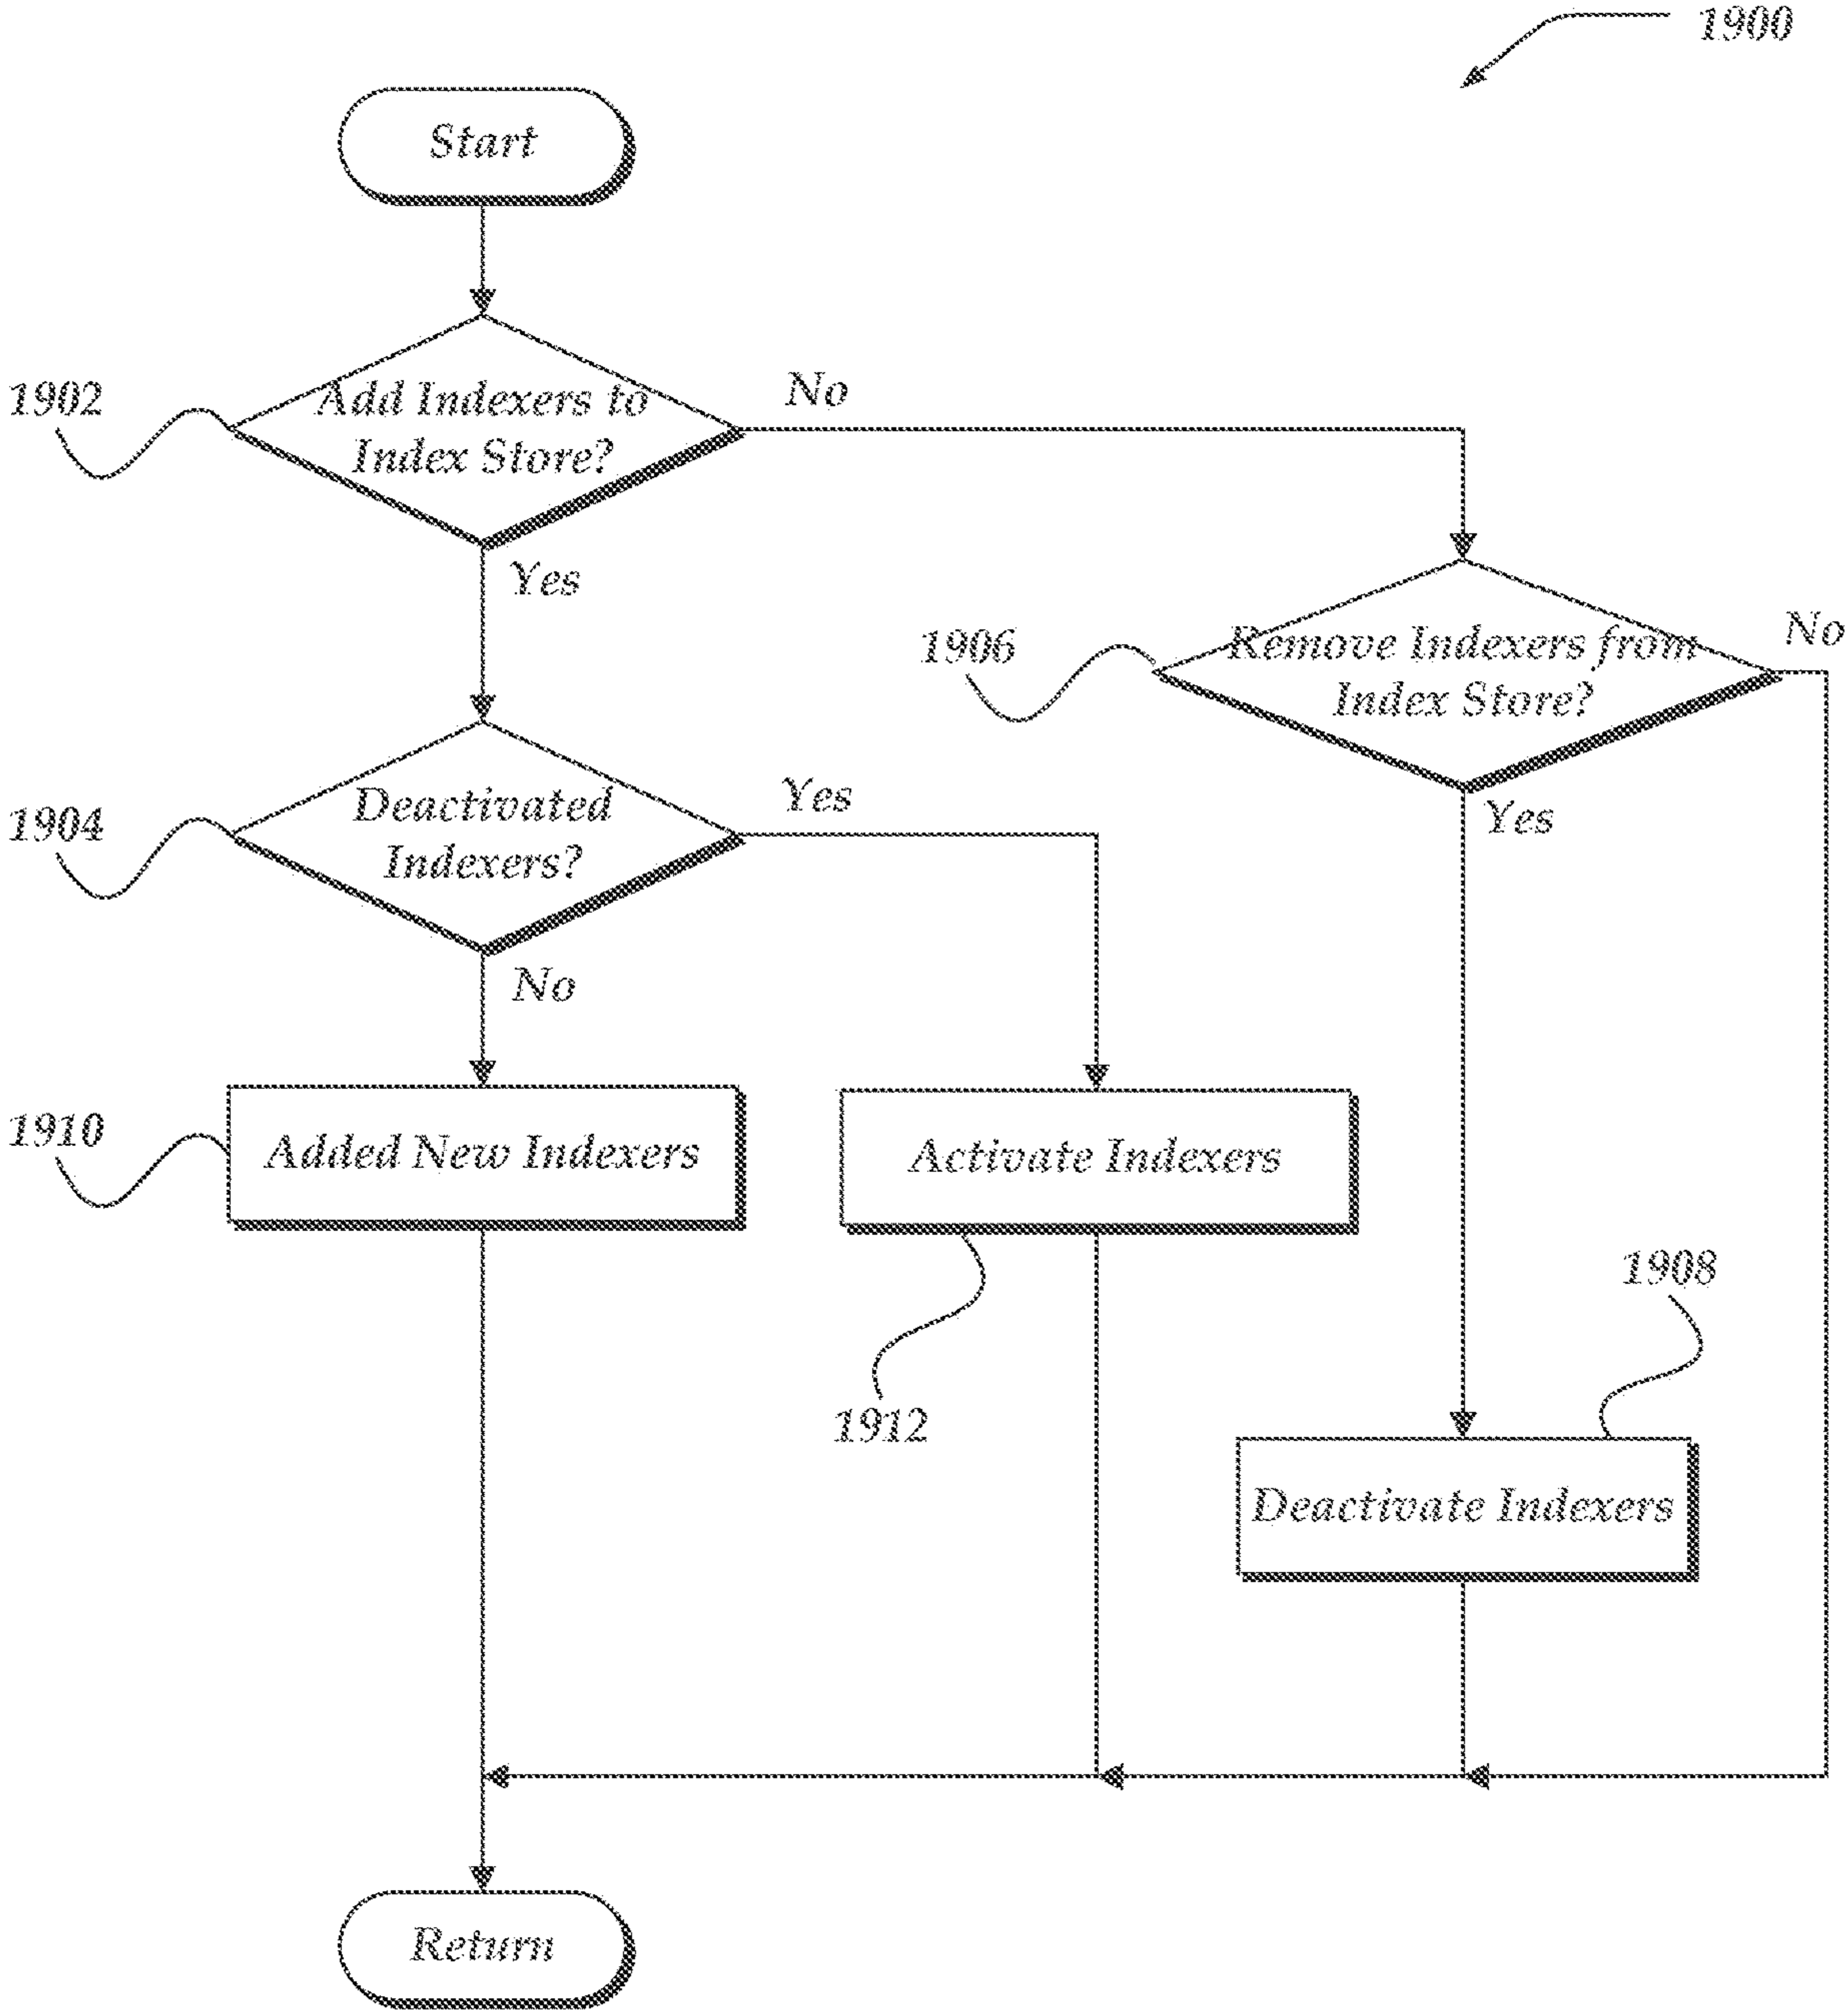 1900
Start
1902
Add Indexers to
Index Store?
No
Yes
1906
Remove Indexers from
Index Store?
No
Yes
1904
Deactivated
Indexers?
Yes
No
1910
Added New Indexers
Activate Indexers
1912
1908
Deactivate Indexers
Return